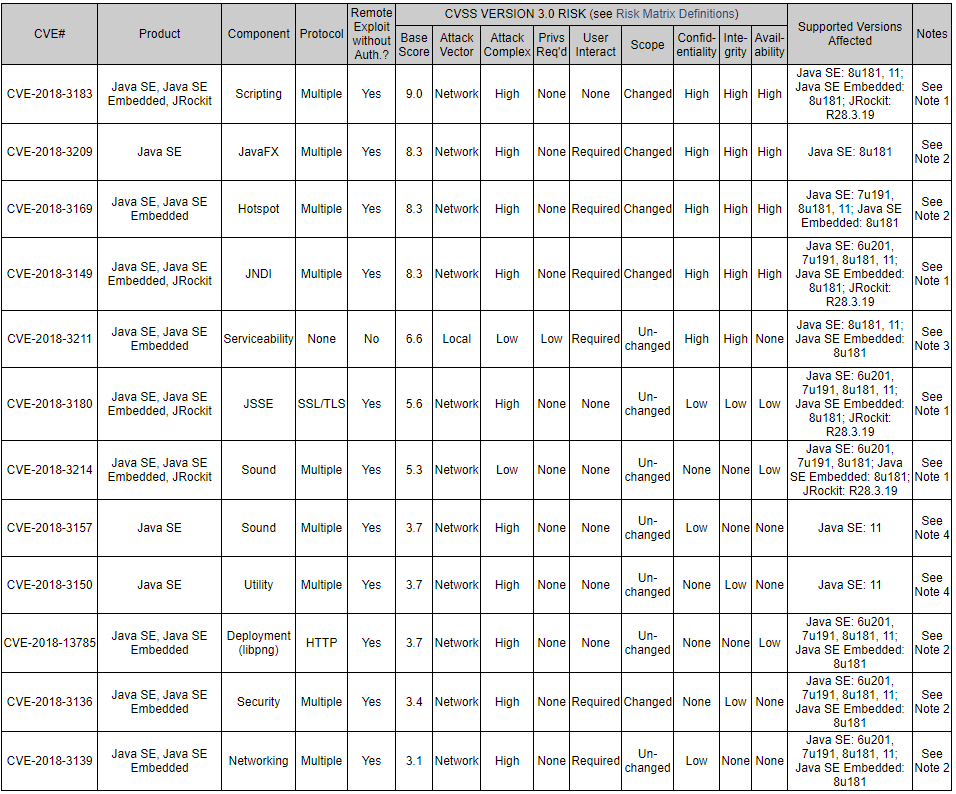 CVE#
Product
Component
Protocol
Remote
Exploit
without
Auth.?
CVSS VERSION 3.0 RISK (see Risk Matrix Definitions)
Base
Score
Attack
Vector
Attack
Complex
Privs
Req'd
User
Interact
Scope
Confid-
entiality
Inte-
grity
Avail-
ability
Supported Versions
Affected
Notes
CVE-2018-3183
Java SE, Java SE
Embedded, JRockit
Scripting Multiple Yes 9.0 Network High None None Changed High High High
Java SE: 8u181, 11;
Java SE Embedded:
8u181; JRockit:
R28.3.19
See
Note 1
CVE-2018-3209 Java SE JavaFX Multiple Yes 8.3 Network High None Required Changed High High High Java SE: 8u181
See
Note 2
CVE-2018-3169
Java SE, Java SE
Embedded
Hotspot Multiple Yes 8.3 Network High None Required Changed High High High
Java SE: 7u191,
8u181, 11; Java SE
Embedded: 8u181
See
Note 2
CVE-2018-3149
Java SE, Java SE
Embedded, JRockit
JNDI Multiple Yes 8.3 Network High None Required Changed High High High
Java SE: 6u201,
7u191, 8u181, 11;
Java SE Embedded:
8u181; JRockit:
R28.3.19
See
Note 1
CVE-2018-3211
Java SE, Java SE
Embedded
Serviceability None No 6.6 Local Low Low Required
Un-
changed
High High None
Java SE: 8u181, 11;
Java SE Embedded:
8u181
See
Note 3
CVE-2018-3180
Java SE, Java SE
Embedded, JRockit
JSSE SSL/TLS Yes 5.6 Network High None None
Un-
changed
Low Low Low
Java SE: 6u201,
7u191, 8u181, 11;
Java SE Embedded:
8u181; JRockit:
R28.3.19
See
Note 1
CVE-2018-3214
Java SE, Java SE
Embedded, JRockit
Sound Multiple Yes 5.3 Network Low None None
Un-
changed
None None Low
Java SE: 6u201,
7u191, 8u181; Java
SE Embedded: 8u181;
JRockit: R28.3.19
See
Note 1
CVE-2018-3157 Java SE Sound Multiple Yes 3.7 Network High None None
Un-
changed
Low None None Java SE: 11
See
Note 4
CVE-2018-3150 Java SE Utility Multiple Yes 3.7 Network High None None
Un-
changed
None Low None Java SE: 11
See
Note 4
CVE-2018-13785
Java SE, Java SE
Embedded
Deployment
(libpng)
HTTP Yes 3.7 Network High None None
Un-
changed
None None Low
Java SE: 6u201,
7u191, 8u181, 11;
Java SE Embedded:
8u181
See
Note 2
CVE-2018-3136
Java SE, Java SE
Embedded
Security Multiple Yes 3.4 Network High None Required Changed None Low None
Java SE: 6u201,
7u191, 8u181, 11;
Java SE Embedded:
8u181
See
Note 2
CVE-2018-3139
Java SE, Java SE
Embedded
Networking Multiple Yes 3.1 Network High None Required
Un-
changed
Low None None
Java SE: 6u201,
7u191, 8u181, 11;
Java SE Embedded:
8u181
See
Note 2